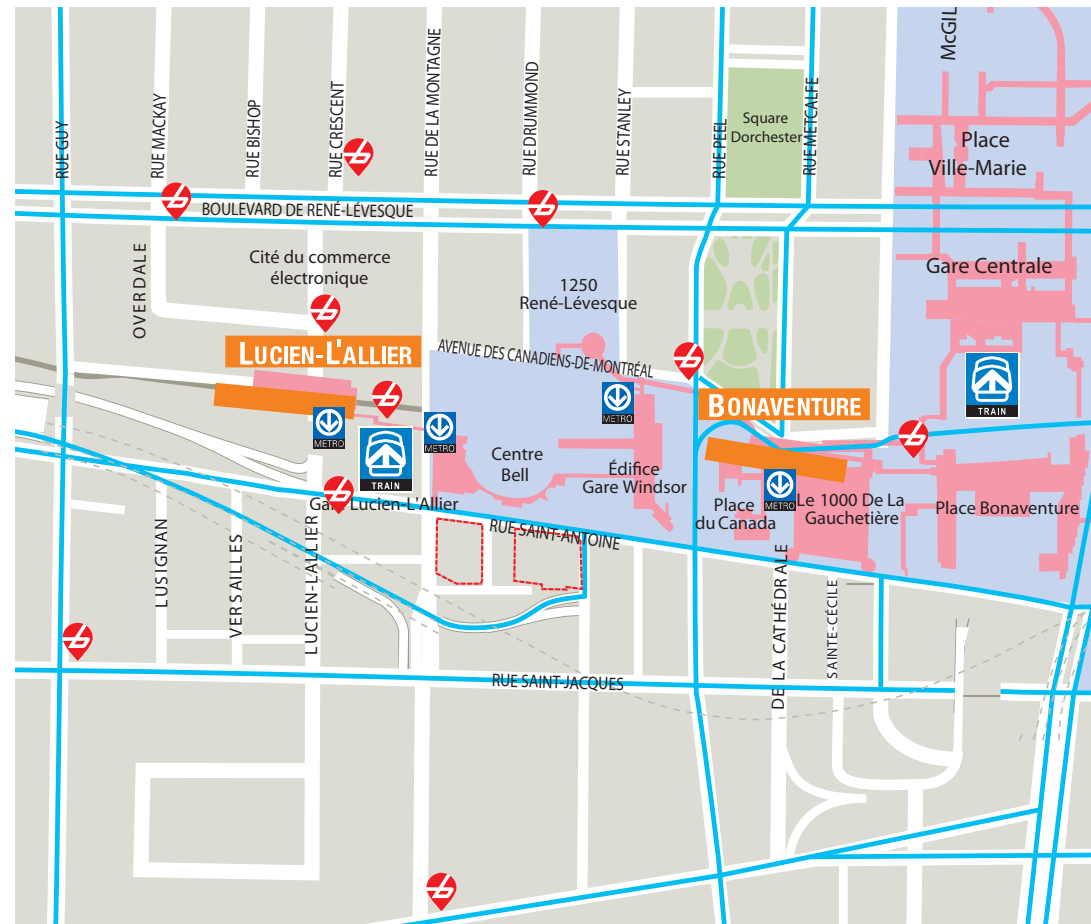 McGILL
RUE GUY
RUE MACKAY
RUE BISHOP
RUE CRESCENT
RUE DE LA MONTAGNE
RUE DRUMMOND
RUE STANLEY
RUE PEEL
Square
Dorchester
RUE METCALFE
Place
Ville-Marie
BOULEVARD DE RENÉ-LÉVESQUE
OVERDALE
Cité du commerce
électronique
1250
René-Lévesque
Gare Centrale
LUCIEN-L'ALLIER
AVENUE DES CANADIENS-DE-MONTRÉAL
BONAVENTURE
TRAIN
METRO
METRO
METRO
TRAIN
Centre
Bell
Édifice
Gare Windsor
METRO
Place
du Canada
Le 1000 De La
Gauchetière
Place Bonaventure
Gare Lucien-L'Allier
RUE SAINT-ANTOINE
LUSIGNAN
VERSAILLES
LUCIEN-L'ALLIER
DE LA CATHÉDRALE
SAINTE-CÉCILE
RUE SAINT-JACQUES